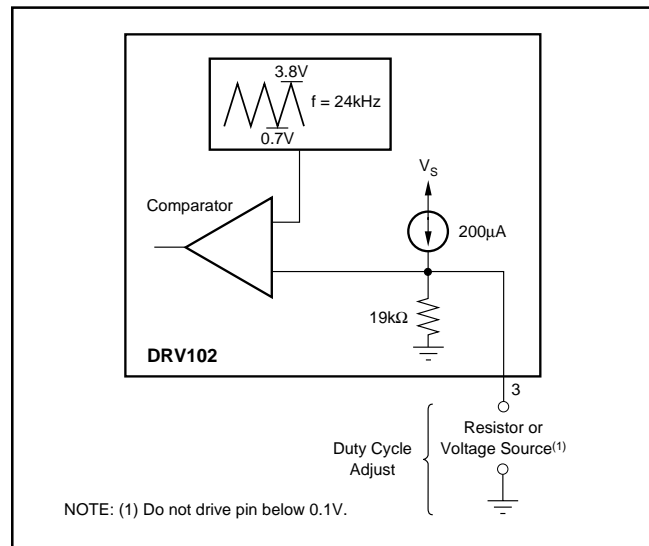 3.8V
f = 24kHz
0.7V
V_S
Comparator
200μA
19kΩ
DRV102
3
Resistor or
Voltage Source(1)
Duty Cycle
Adjust
NOTE: (1) Do not drive pin below 0.1V.